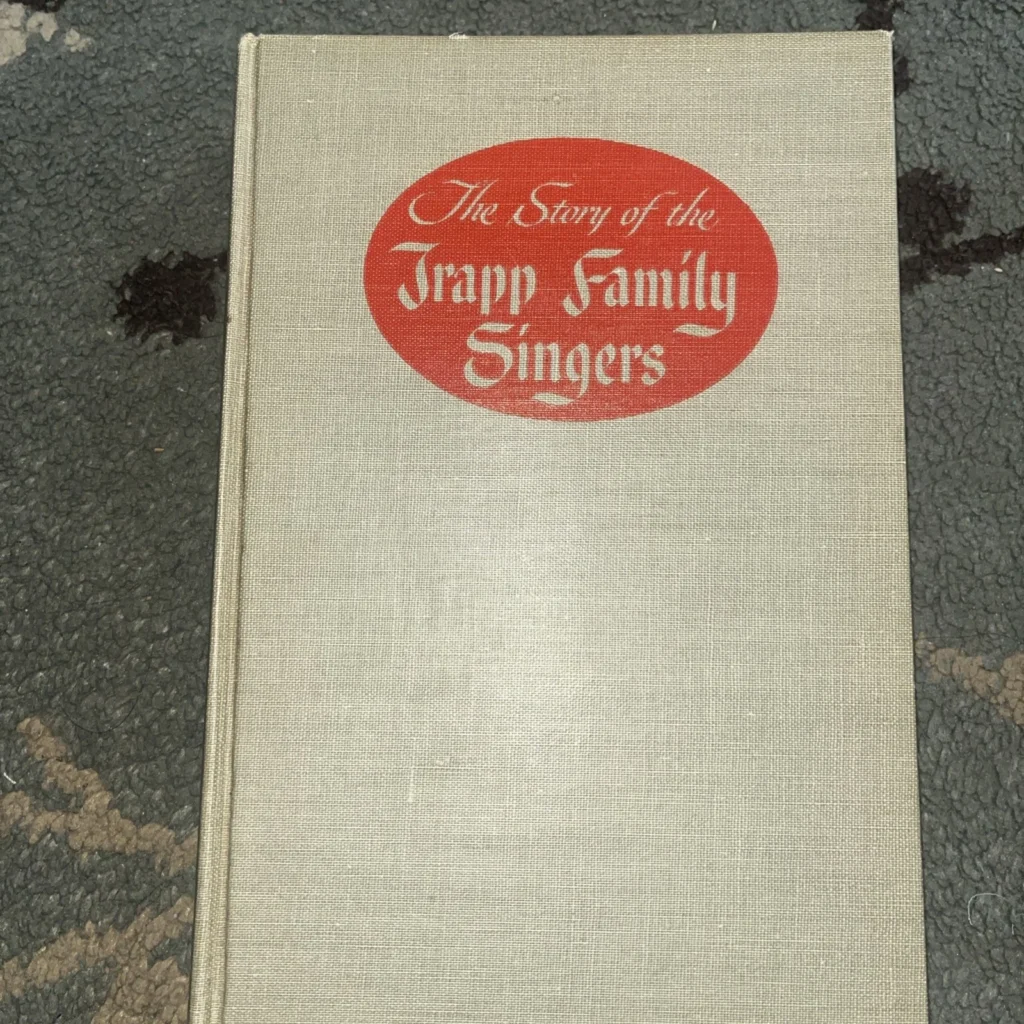 The Story of the
Trapp Family
Singers